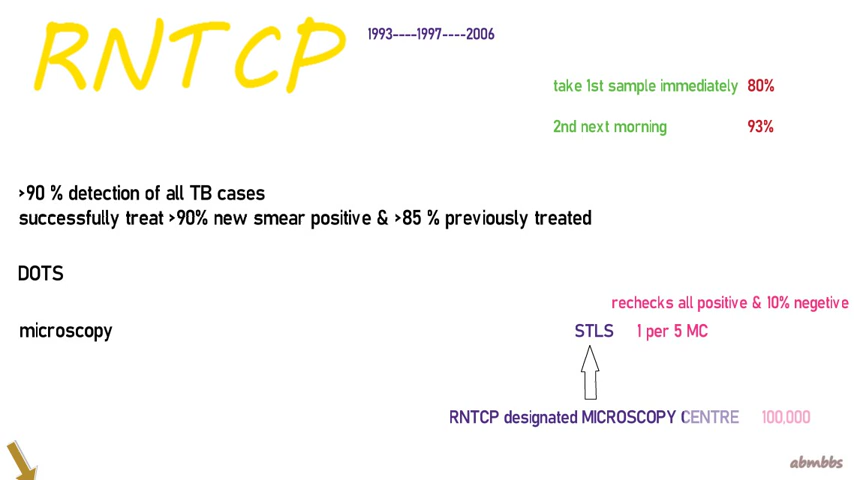 RNTCP
1993----1997----2006
take 1st sample immediately 80%
2nd next morning 93%
>90 % detection of all TB cases
successfully treat >90% new smear positive & >85 % previously treated
DOTS
rechecks all positive & 10% negetive
microscopy
STLS 1 per 5 MC
RNTCP designated MICROSCOPY CENTRE 100,000
abmbbs